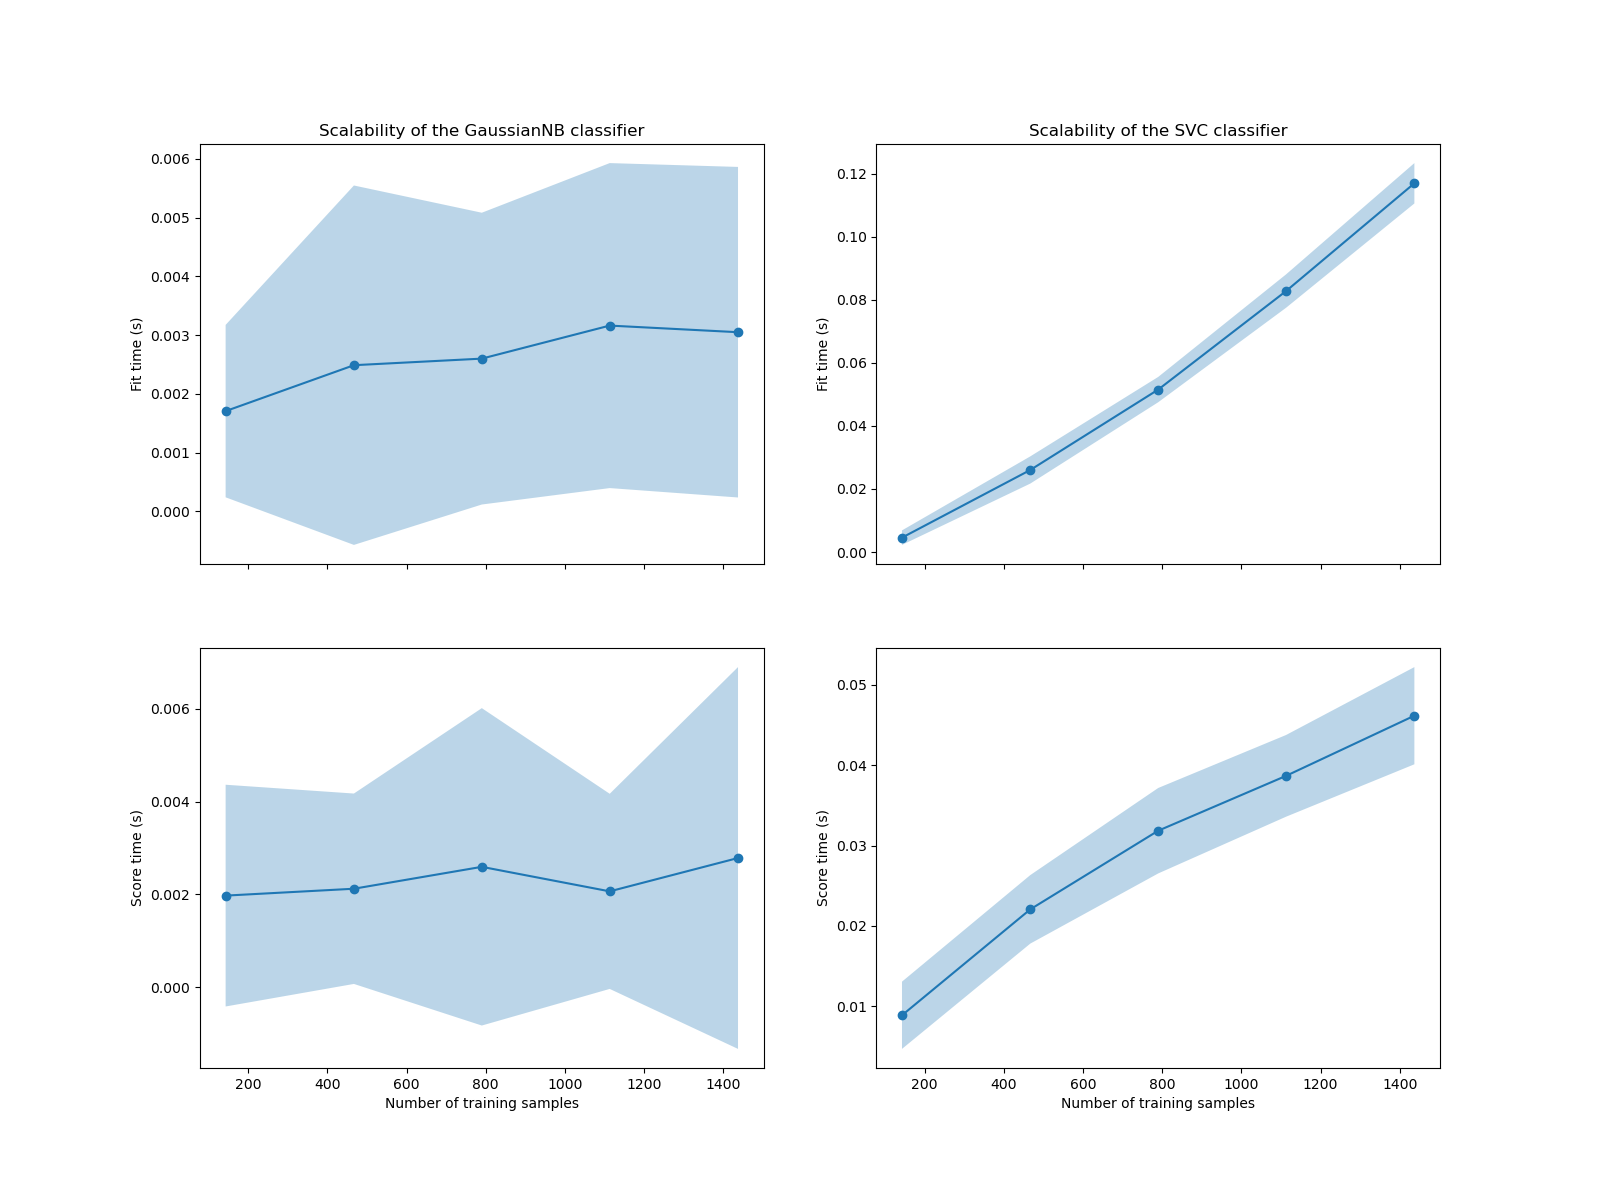 Scalability of the GaussianNB classifier
0.006
0.005
0.004
0.003
0.002
0.001
0.000
Fit time (s)
Scalability of the SVC classifier
0.12
0.10
0.08
0.06
0.04
0.02
0.00
Fit time (s)
0.006
0.004
0.002
0.000
Score time (s)
200 400 600 800 1000 1200 1400
Number of training samples
0.05
0.04
0.03
0.02
0.01
Score time (s)
200 400 600 800 1000 1200 1400
Number of training samples